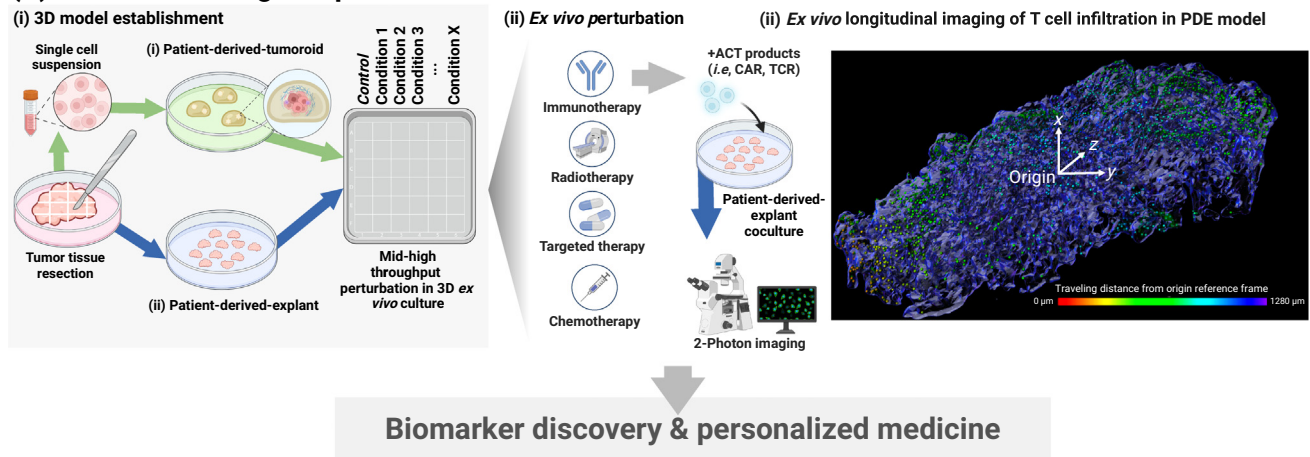 (i) 3D model establishment
Single cell
suspension
(i) Patient-derived-tumoroid
Control
Condition 1
Condition 2
Condition 3
...
Condition X
Tumor tissue
resection
(ii) Patient-derived-explant
Mid-high
throughput
perturbation in 3D ex
vivo culture
(ii) Ex vivo perturbation
Immunotherapy
Radiotherapy
Targeted therapy
Chemotherapy
+ACT products
(i.e, CAR, TCR)
Patient-derived-
explant
coculture
2-Photon imaging
(ii) Ex vivo longitudinal imaging of T cell infiltration in PDE model
x
z
Origin
y
Traveling distance from origin reference frame
0 µm
1280 µm
Biomarker discovery & personalized medicine